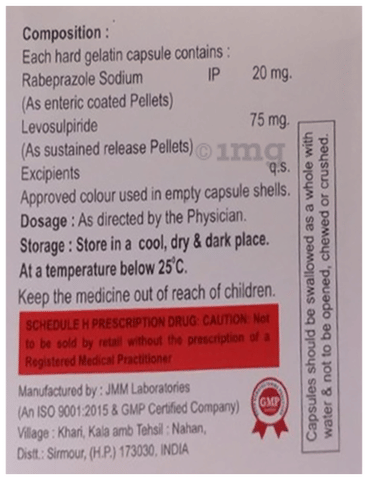 Composition :
Each hard gelatin capsule contains :
Rabeprazole Sodium IP 20 mg.
(As enteric coated Pellets)
Levosulpiride 75 mg.
(As sustained release Pellets)
© 1mg
Excipients q.s.
Approved colour used in empty capsule shells.
Dosage : As directed by the Physician.
Storage : Store in a cool, dry & dark place.
At a temperature below 25°C.
Keep the medicine out of reach of children.
SCHEDULE H PRESCRIPTION DRUG: CAUTION: Not
to be sold by retail without the prescription of a
Registered Medical Practitioner
Manufactured by : JMM Laboratories
(An ISO 9001:2015 & GMP Certified Company)
Village : Khari, Kala amb Tehsil : Nahan,
Distt.: Sirmour, (H.P.) 173030, INDIA
GMP
Capsules should be swallowed as a whole with
water & not to be opened, chewed or crushed.